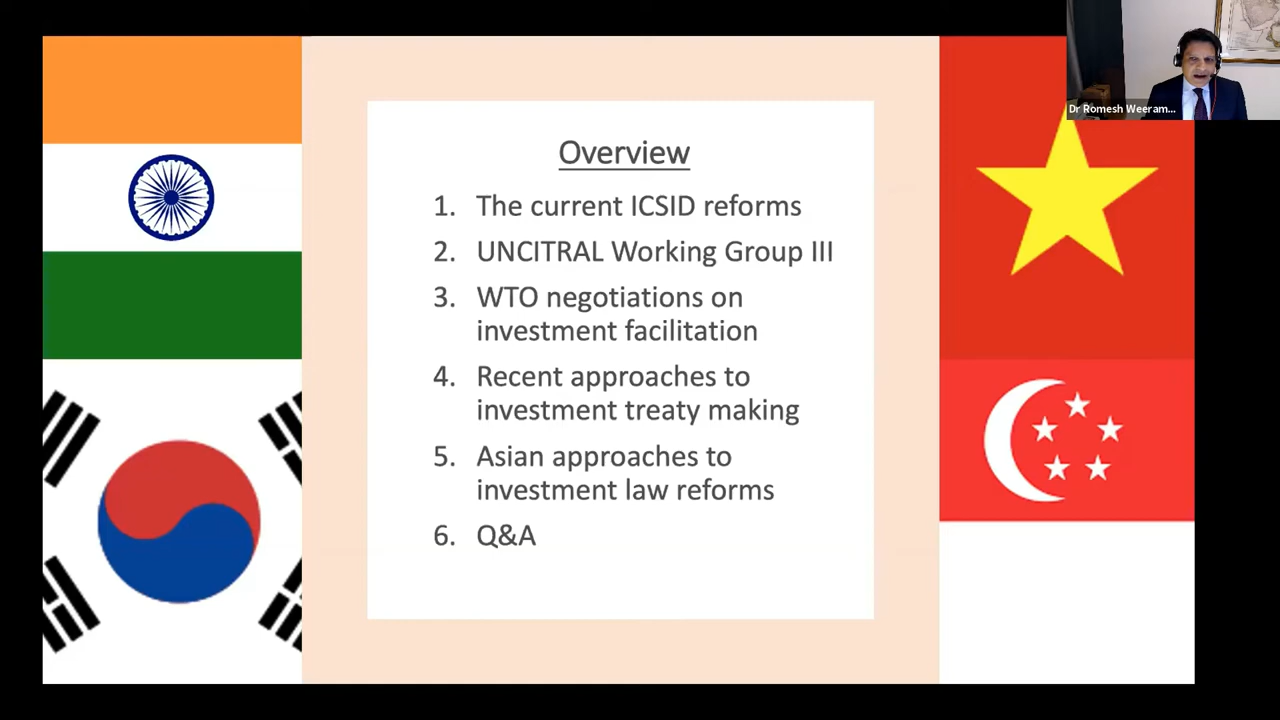 Dr Romesh Weeram...
Overview
1. The current ICSID reforms
2. UNCITRAL Working Group III
3. WTO negotiations on
investment facilitation
4. Recent approaches to
investment treaty making
5. Asian approaches to
investment law reforms
6. Q&A